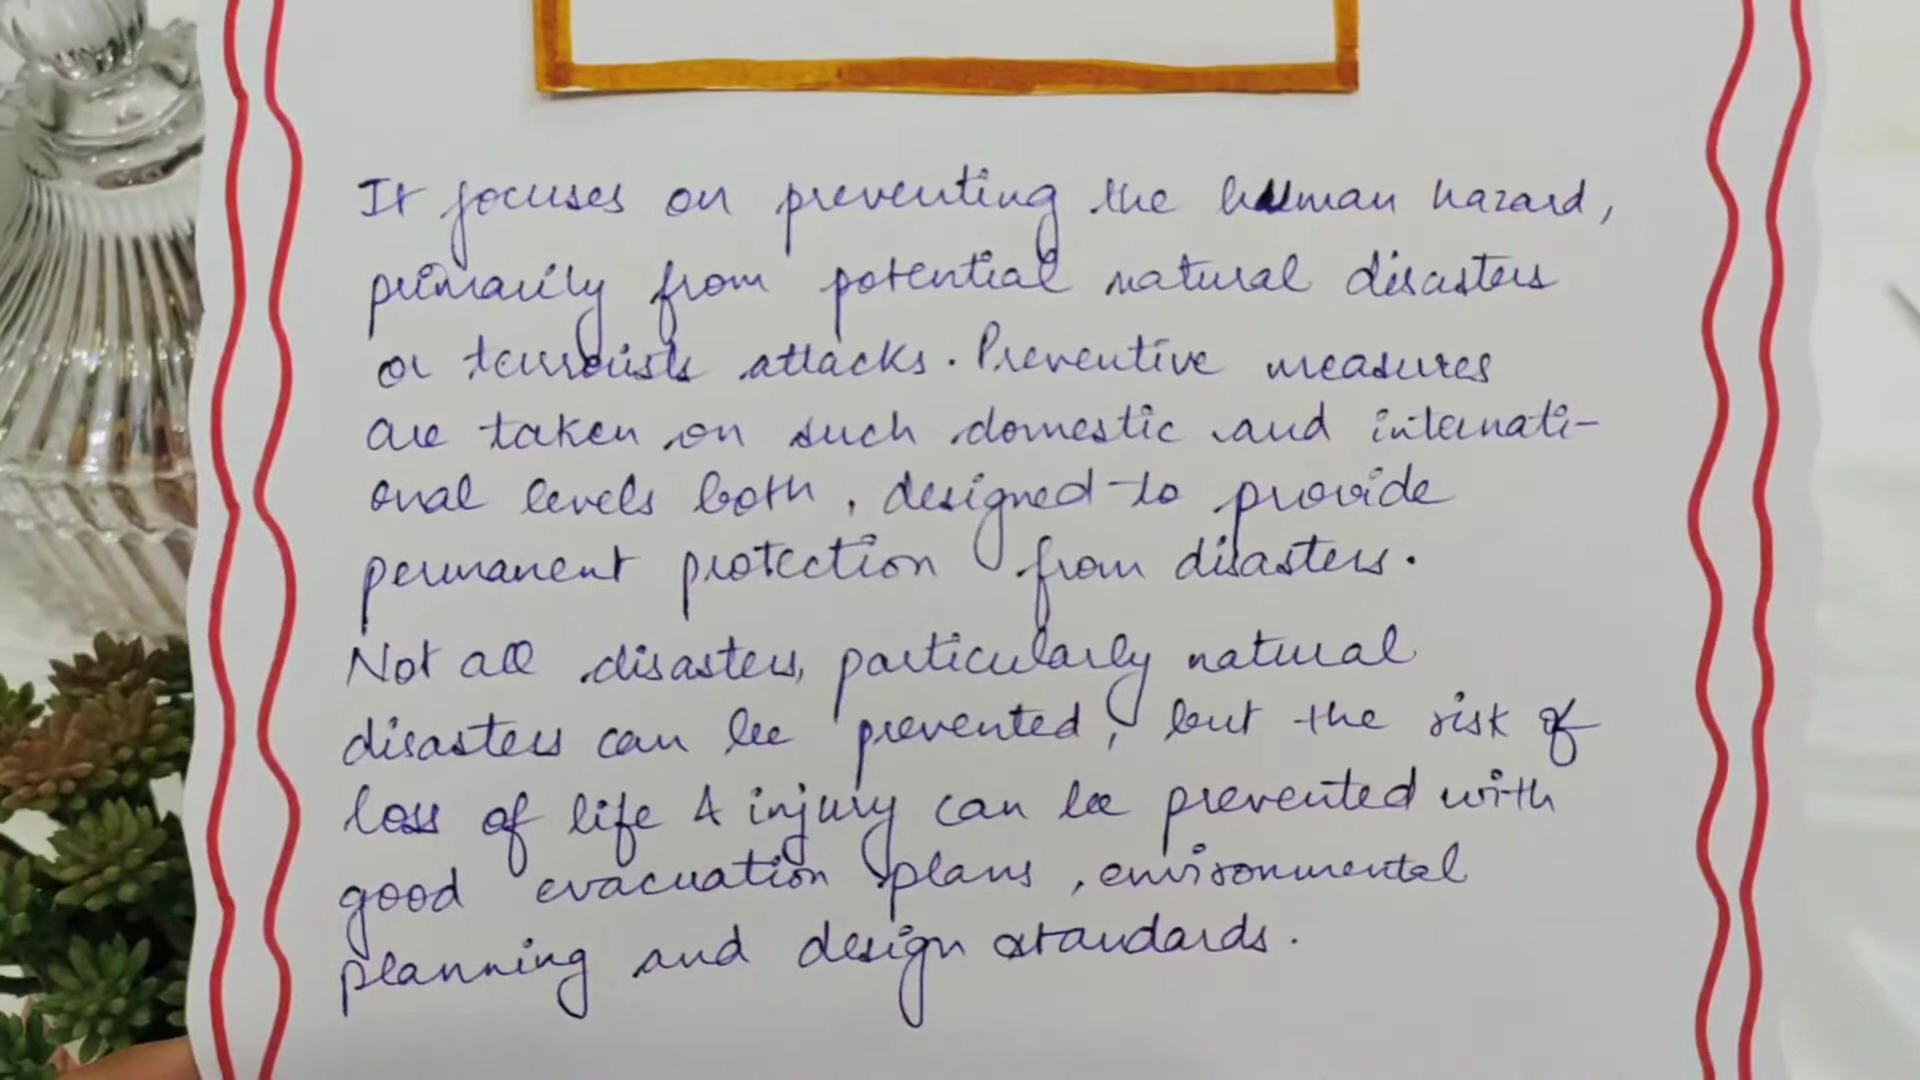 It focuses on preventing the human hazard,
primarily from potential natural disasters
or terrorists attacks. Preventive measures
are taken on such domestic and internati-
onal levels both, designed to provide
permanent protection from disasters.
Not all disasters, particularly natural
disasters can be prevented, but the risk of
loss of life & injury can be prevented with
good evacuation plans, environmental
planning and design standards.